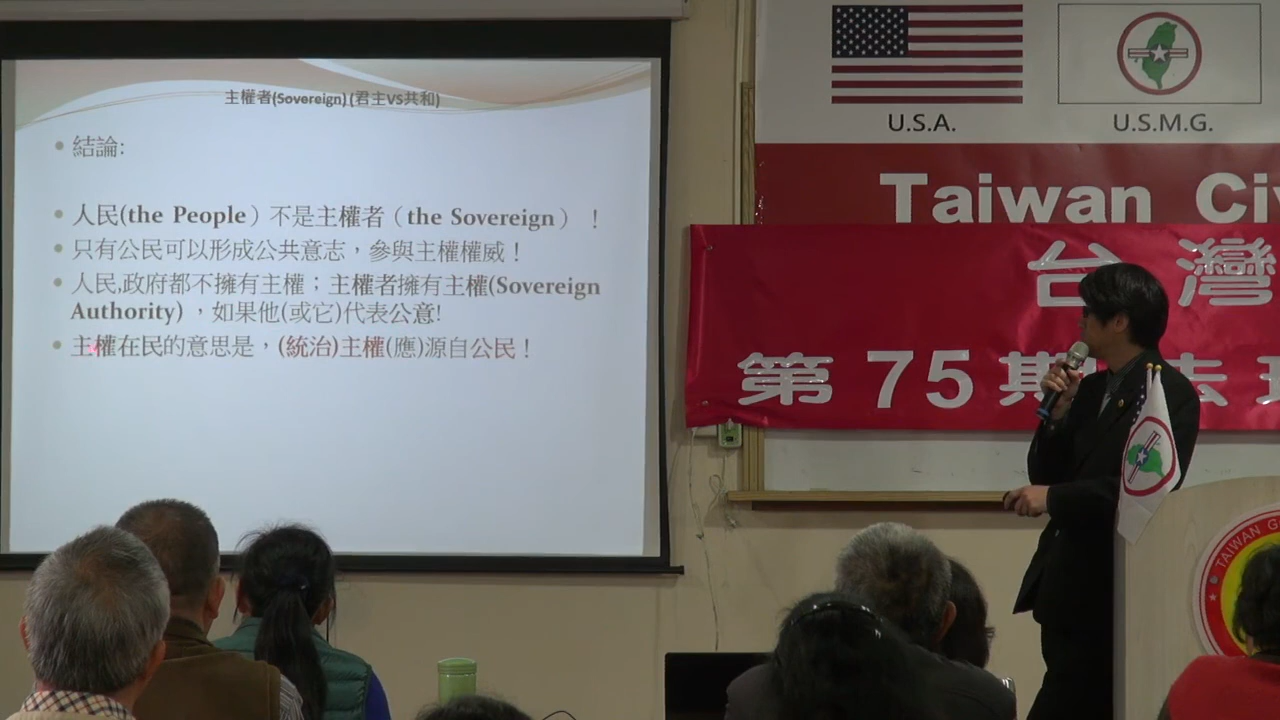 主權者(Sovereign) (君主VS共和)
結論:
人民(the People）不是主權者（the Sovereign） ！
只有公民可以形成公共意志，參與主權權威！
人民,政府都不擁有主權；主權者擁有主權(Sovereign
Authority) ，如果他(或它)代表公意!
主權在民的意思是，(統治)主權(應)源自公民！
U.S.A.
U.S.M.G.
Taiwan
台灣
第75期
TAIWAN